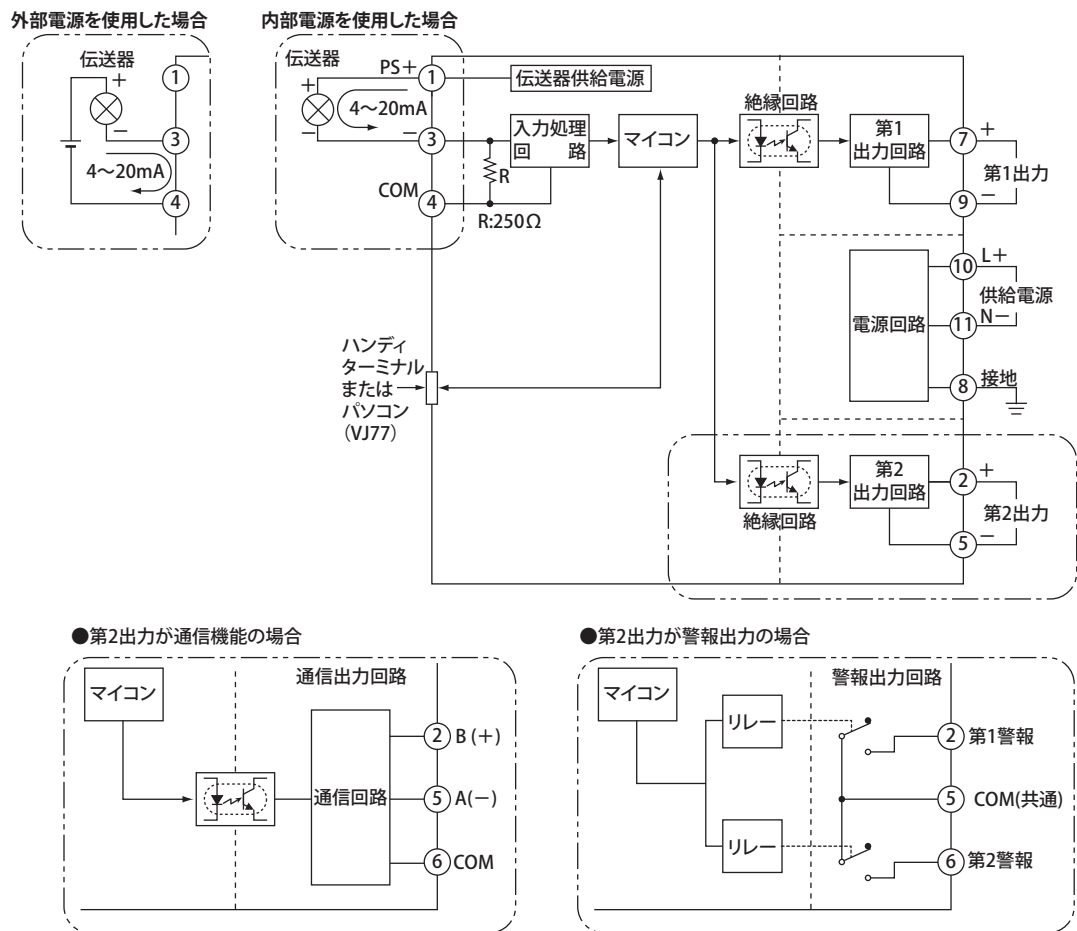 外部電源を使用した場合
伝送器
+
−
4〜20mA
1
3
4
内部電源を使用した場合
伝送器
+
−
4〜20mA
PS+
1
−
3
COM
4
伝送器供給電源
入力処理
回　路
R
R:250Ω
マイコン
絶縁回路
第1
出力回路
7
+
第1出力
9
−
電源回路
10
L+
供給電源
11
N−
8
接地
ハンディ
ターミナル
または
パソコン
(VJ77)
絶縁回路
第2
出力回路
2
+
第2出力
5
−
●第2出力が通信機能の場合
マイコン
通信出力回路
通信回路
2 B(+)
5 A(−)
6 COM
●第2出力が警報出力の場合
マイコン
リレー
リレー
警報出力回路
2 第1警報
5 COM(共通)
6 第2警報